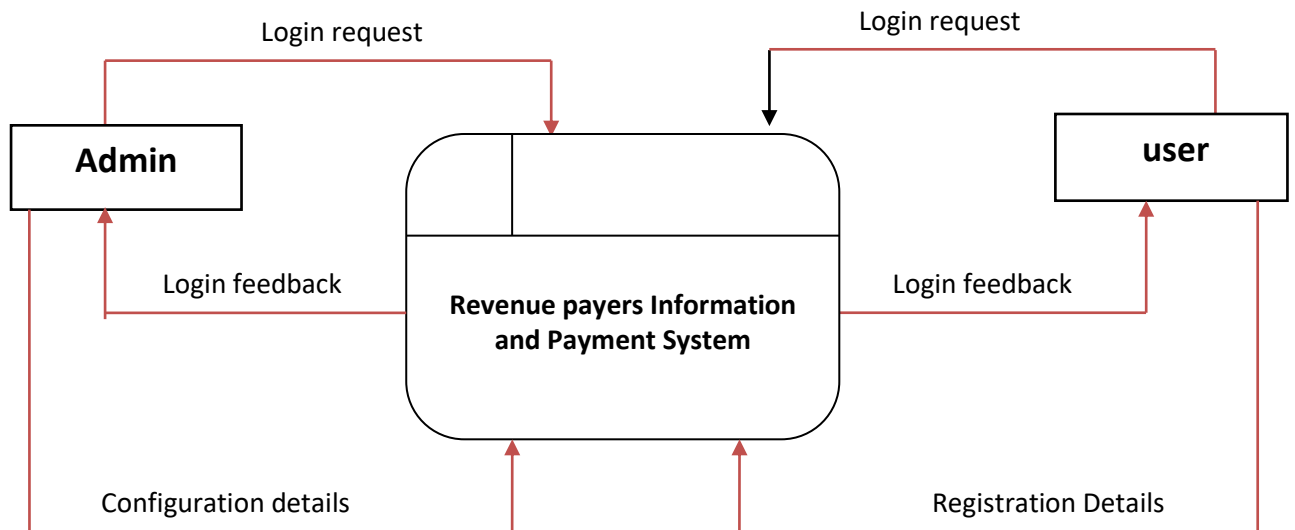 Login request
Login request
Admin
user
Login feedback
Login feedback
Revenue payers Information
and Payment System
Configuration details
Registration Details